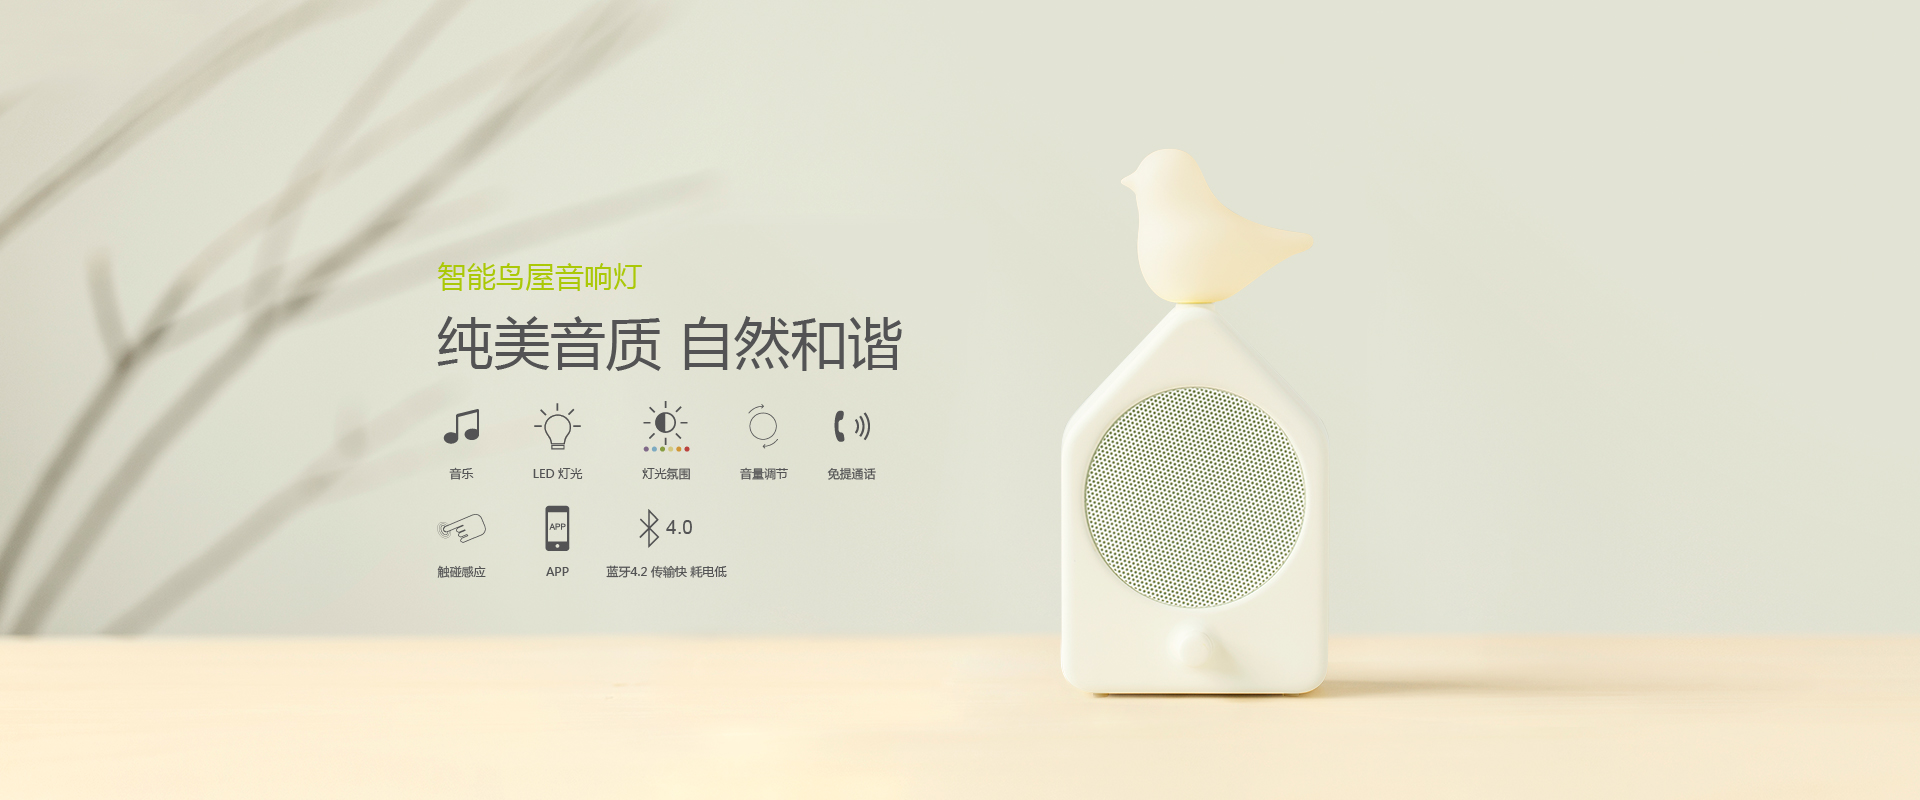 智能鸟屋音响灯
纯美音质 自然和谐
音乐
LED 灯光
灯光氛围
音量调节
免提通话
APP
4.0
触碰感应
APP
蓝牙4.2 传输快 耗电低